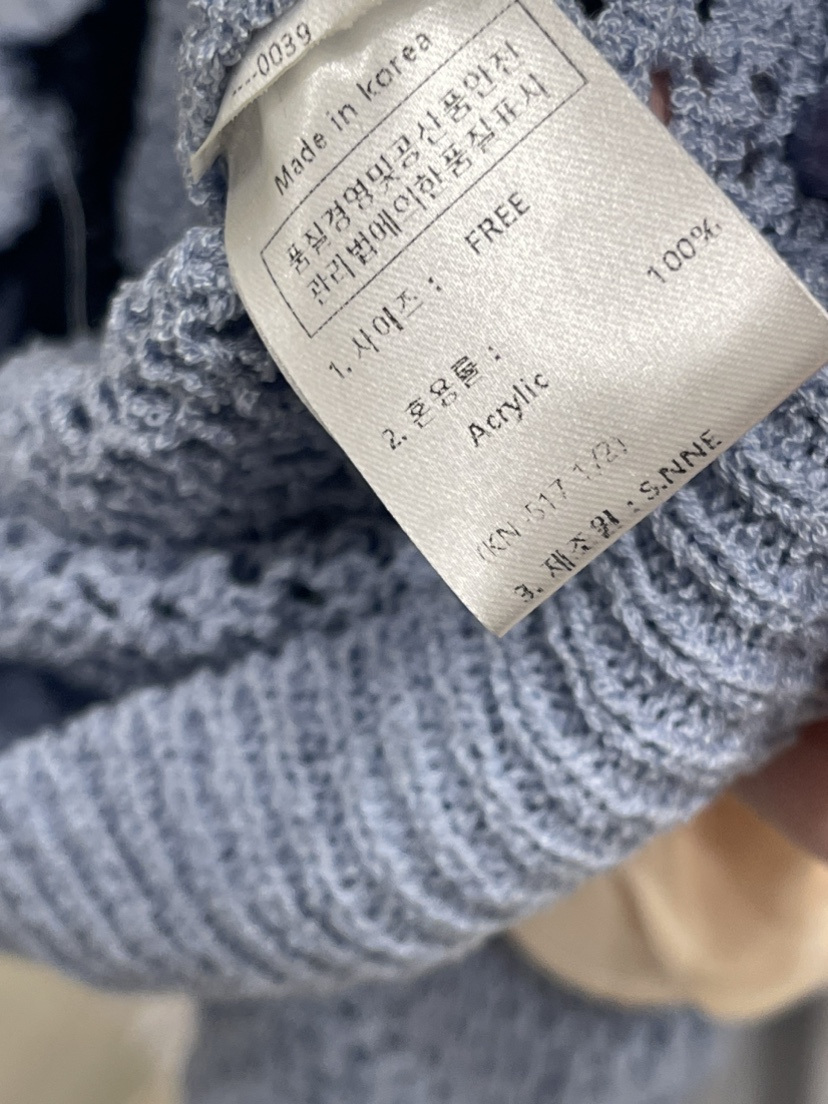 ----0039
Made in korea
품질경영및공산품안전
관리법에의한품질표시
1. 사이즈 : FREE
2. 혼용률 :
Acrylic 100%
(KN-517-1/2)
3. 제조원 : S.NNE